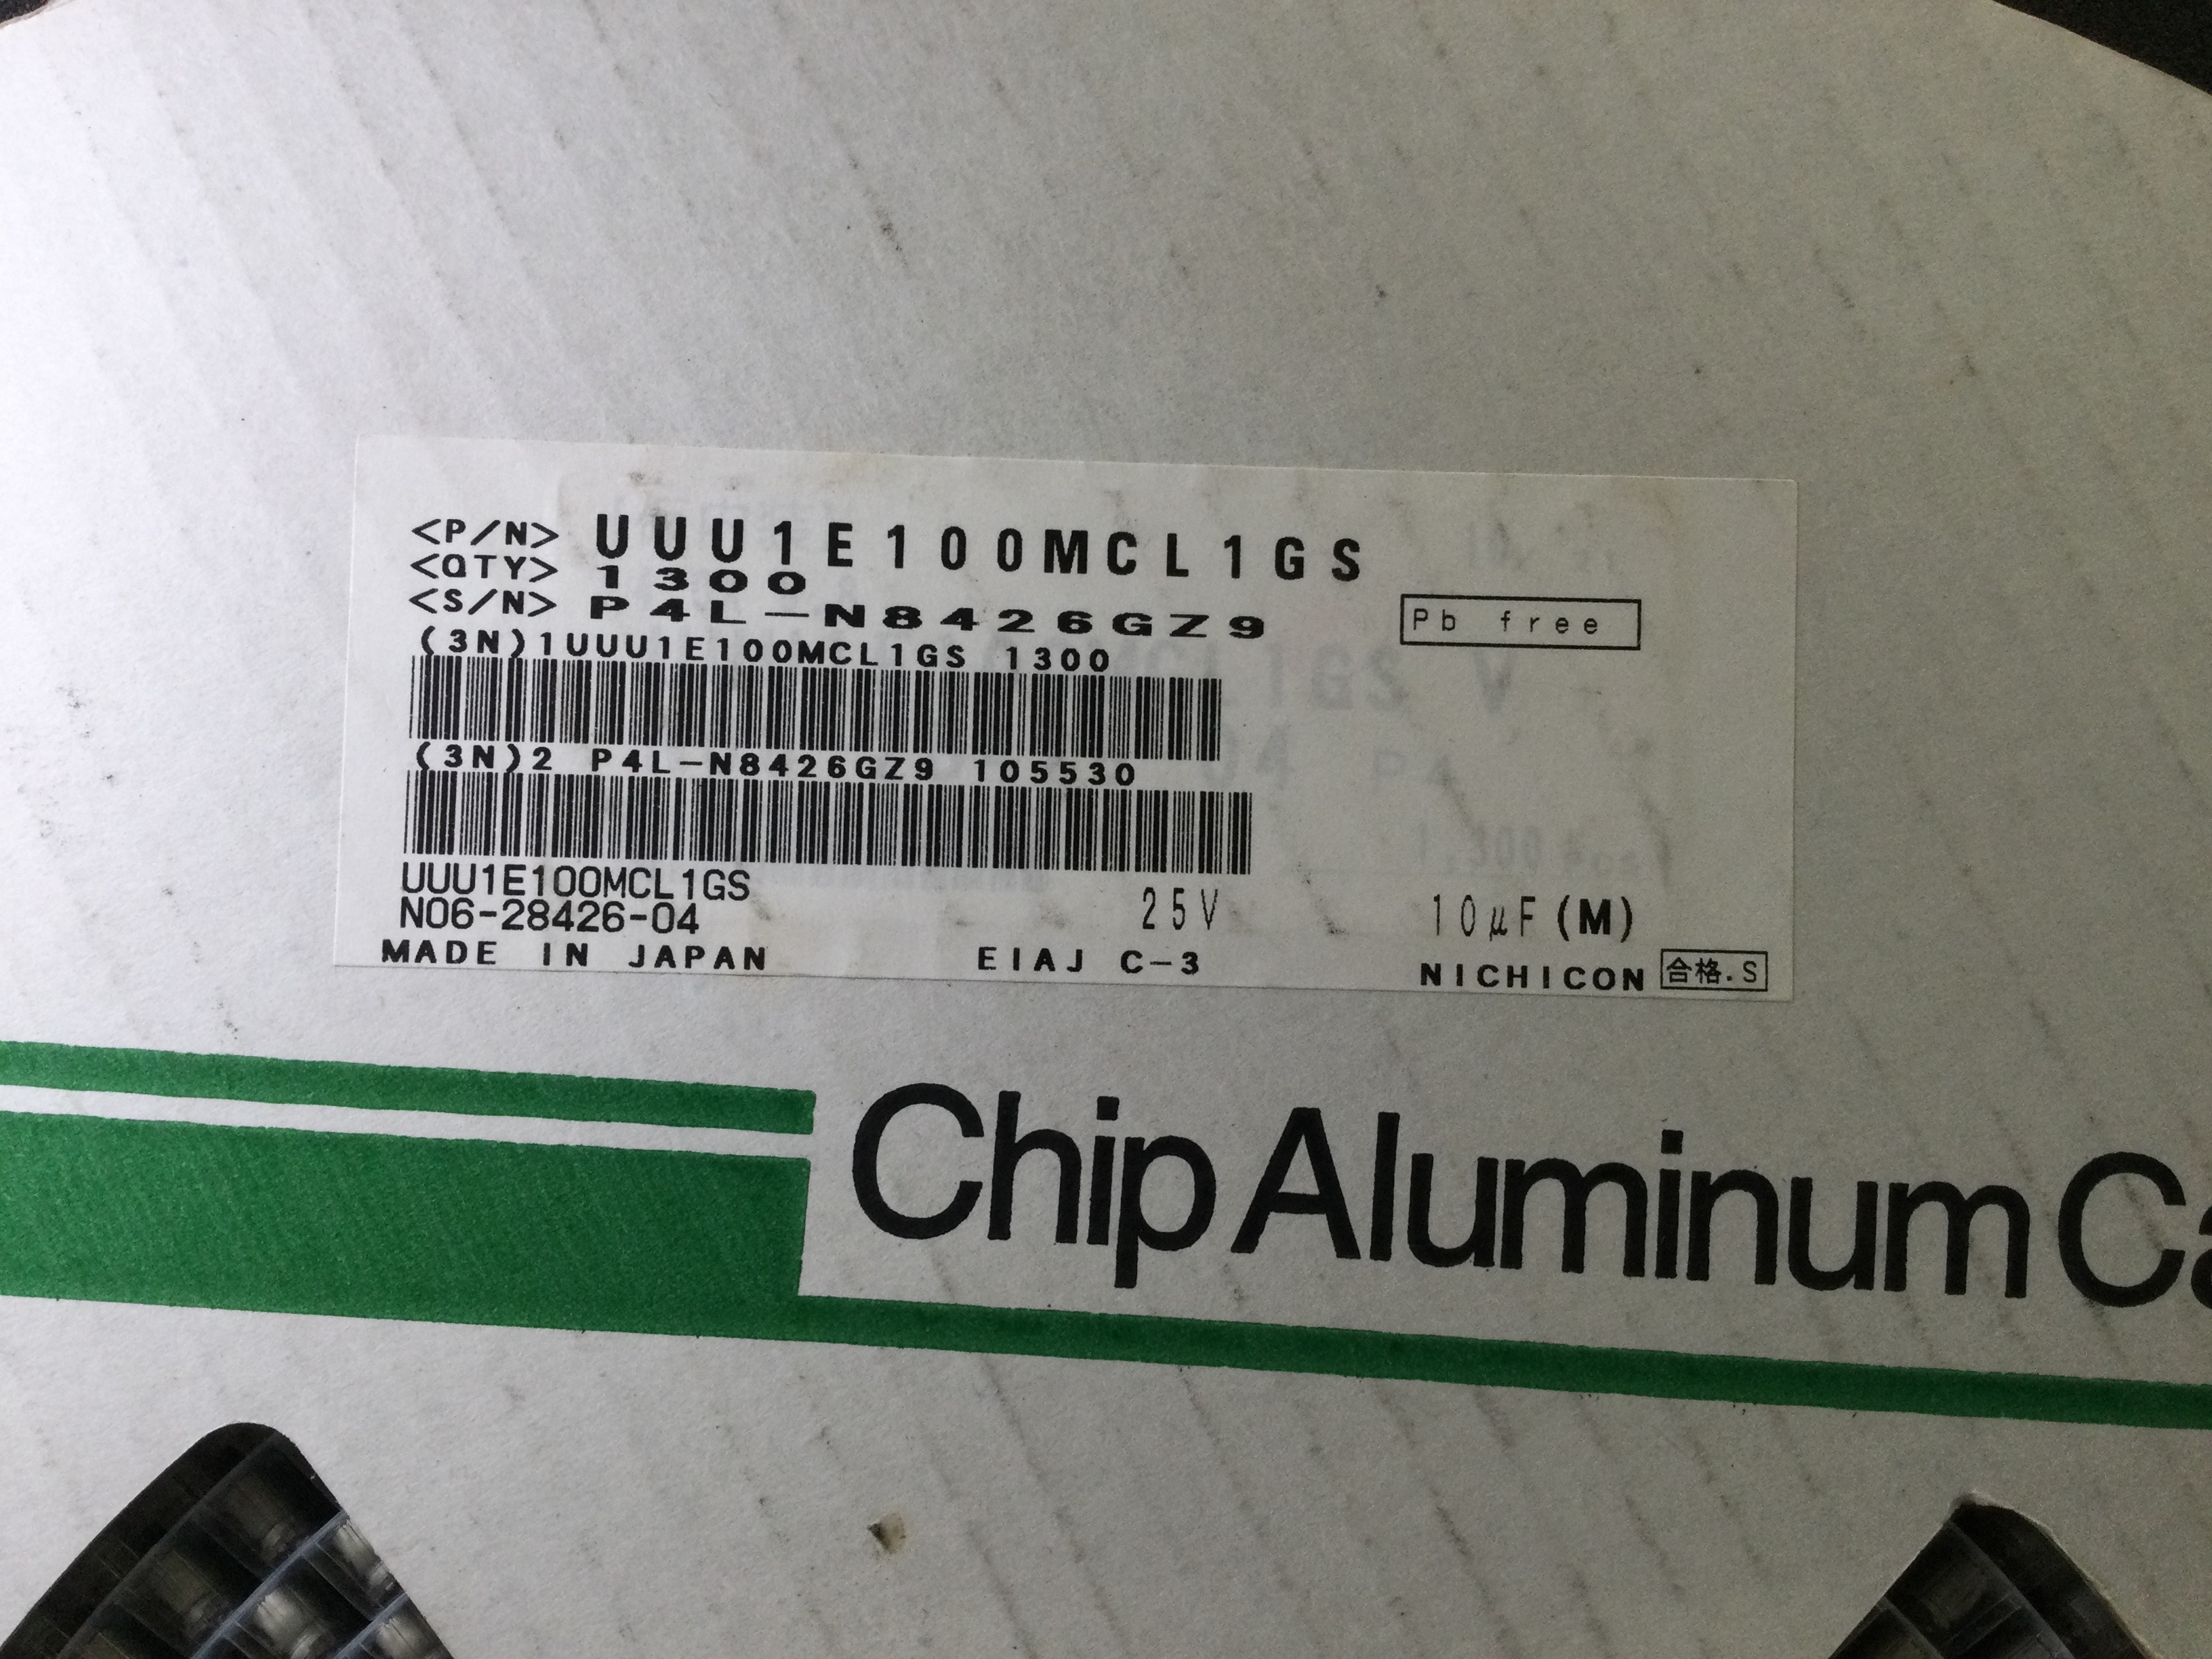 <P/N> UUU1E100MCL1GS
<QTY> 1300
<S/N> P4L-N8426GZ9
Pb free
(3N)1UUU1E100MCL1GS 1300
(3N)2 P4L-N8426GZ9 105530
UUU1E100MCL1GS
N06-28426-04 25V 10μF(M)
MADE IN JAPAN EIAJ C-3 NICHICON 合格.S
Chip Aluminum Ca